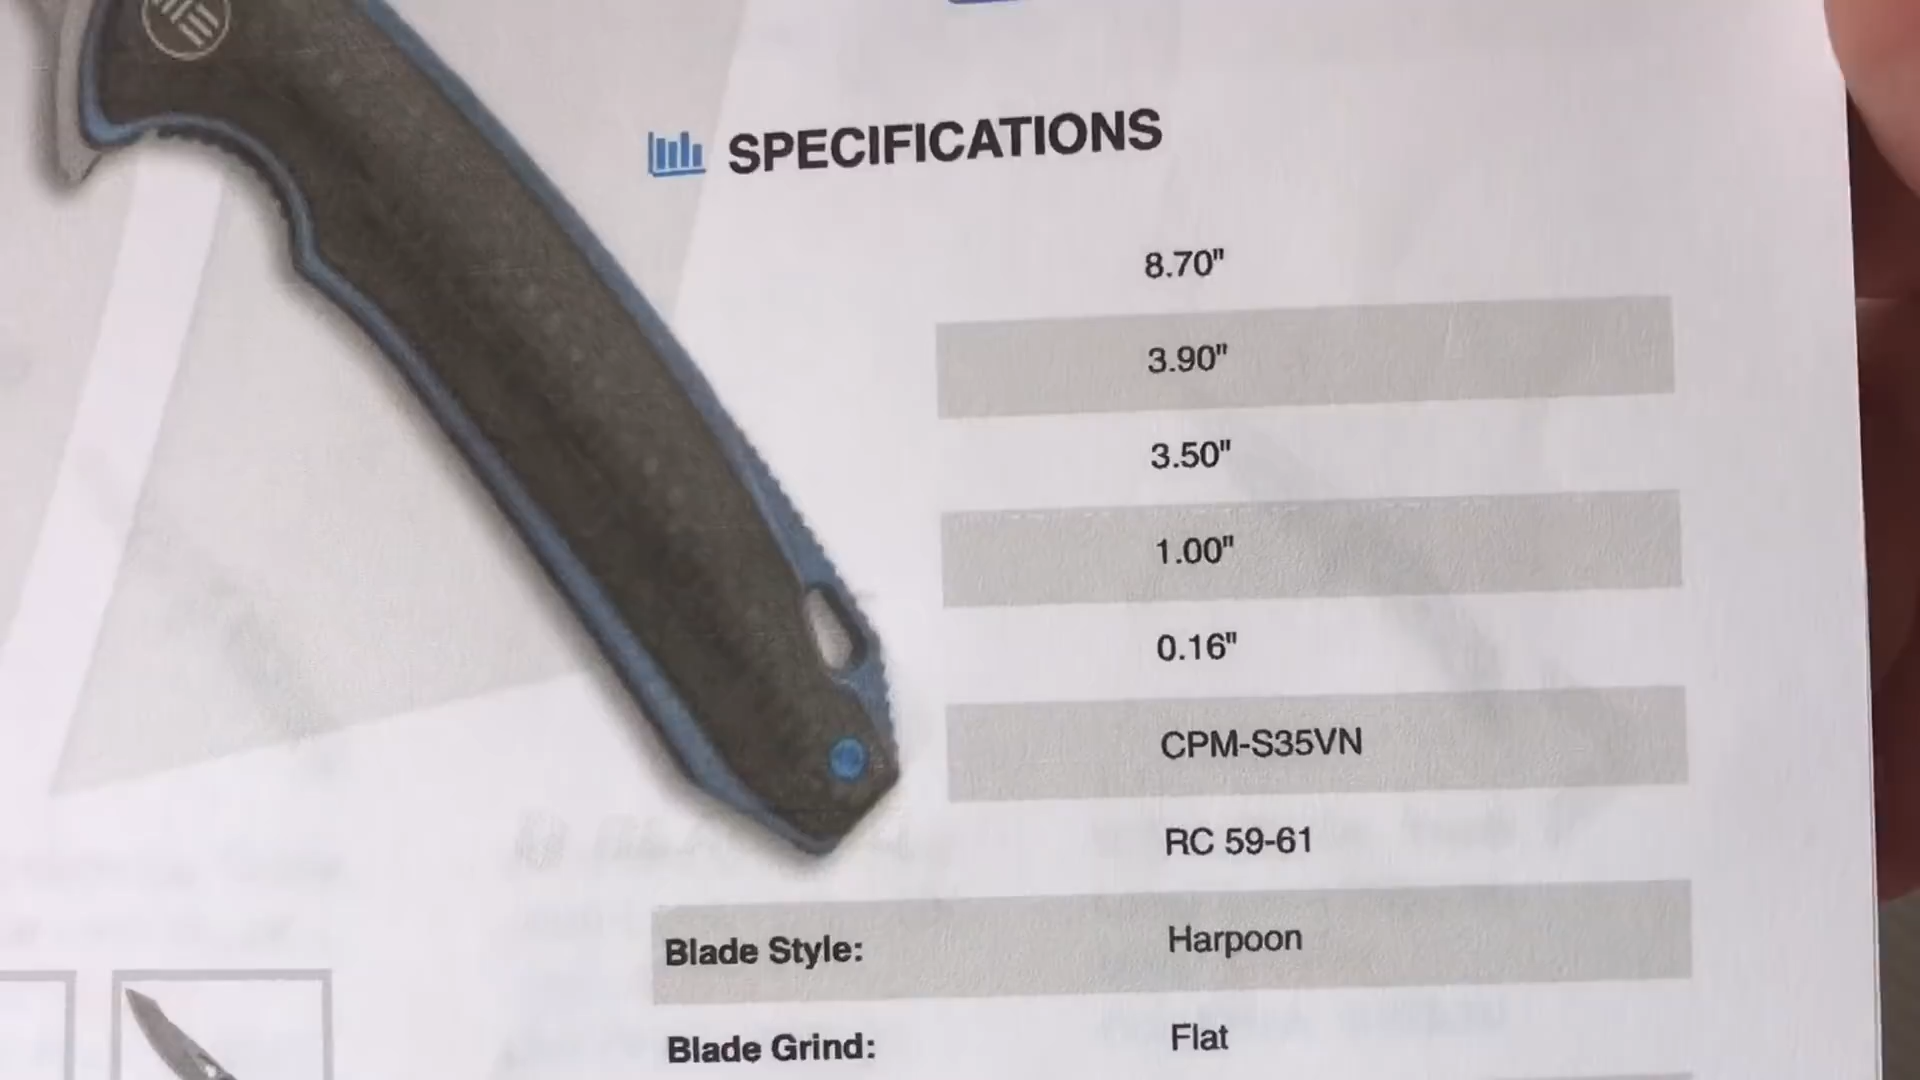 SPECIFICATIONS
8.70"
3.90"
3.50"
1.00"
0.16"
CPM-S35VN
RC 59-61
Blade Style: Harpoon
Blade Grind: Flat